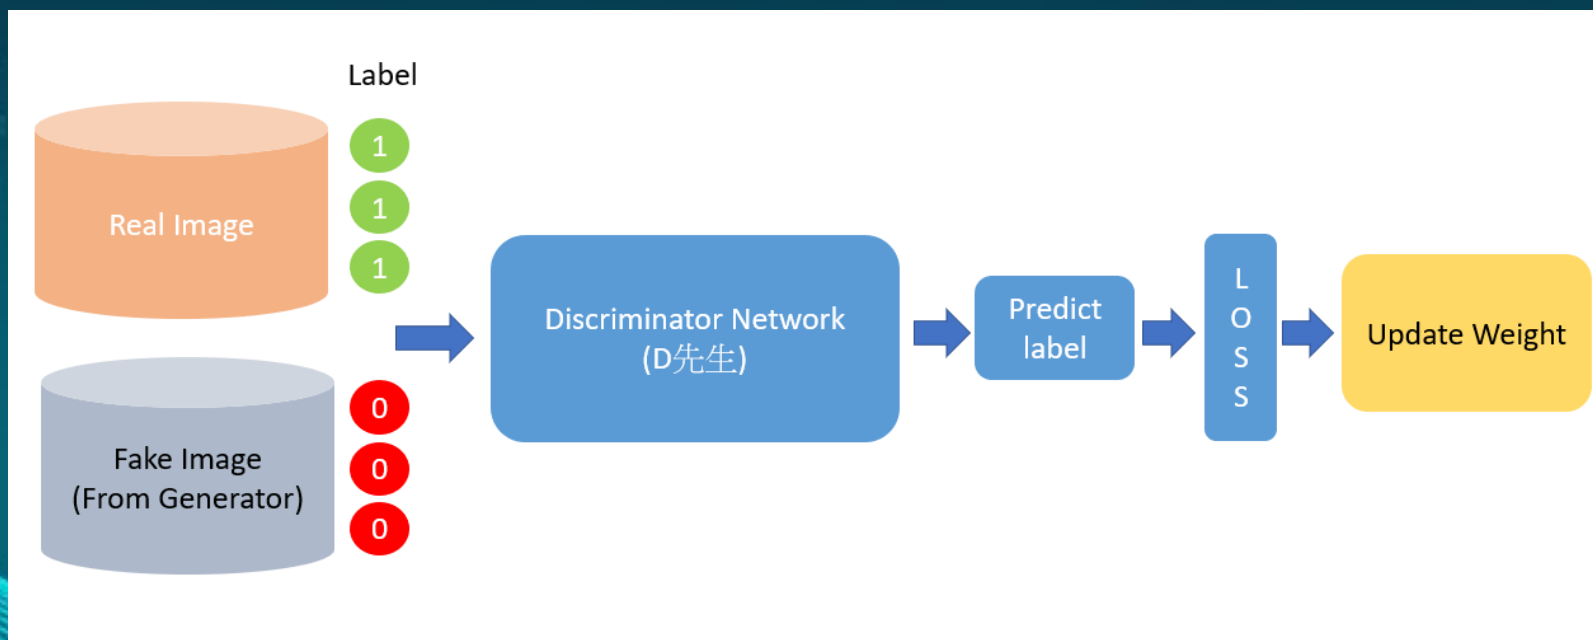 Label
Real Image
1
1
1
Fake Image
(From Generator)
0
0
0
Discriminator Network
(D先生)
Predict
label
L
O
S
S
Update Weight